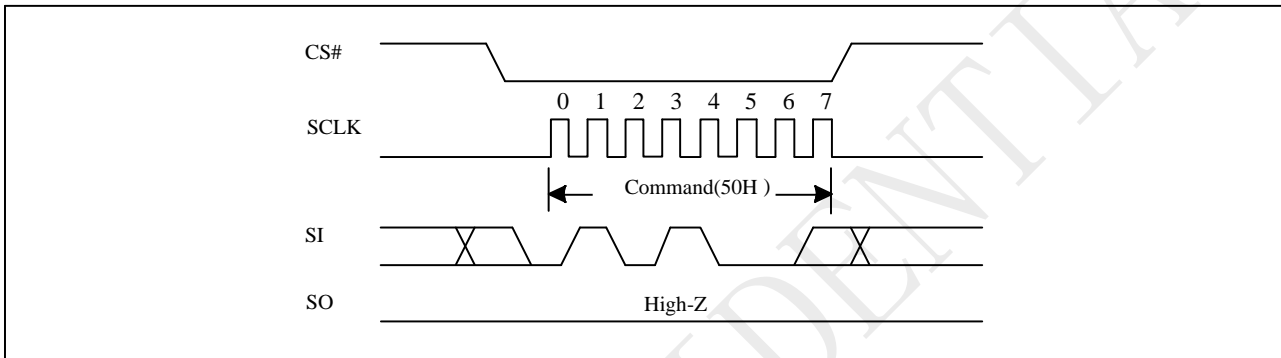 CS#
0 1 2 3 4 5 6 7
SCLK
Command(50H )
SI
SO
High-Z